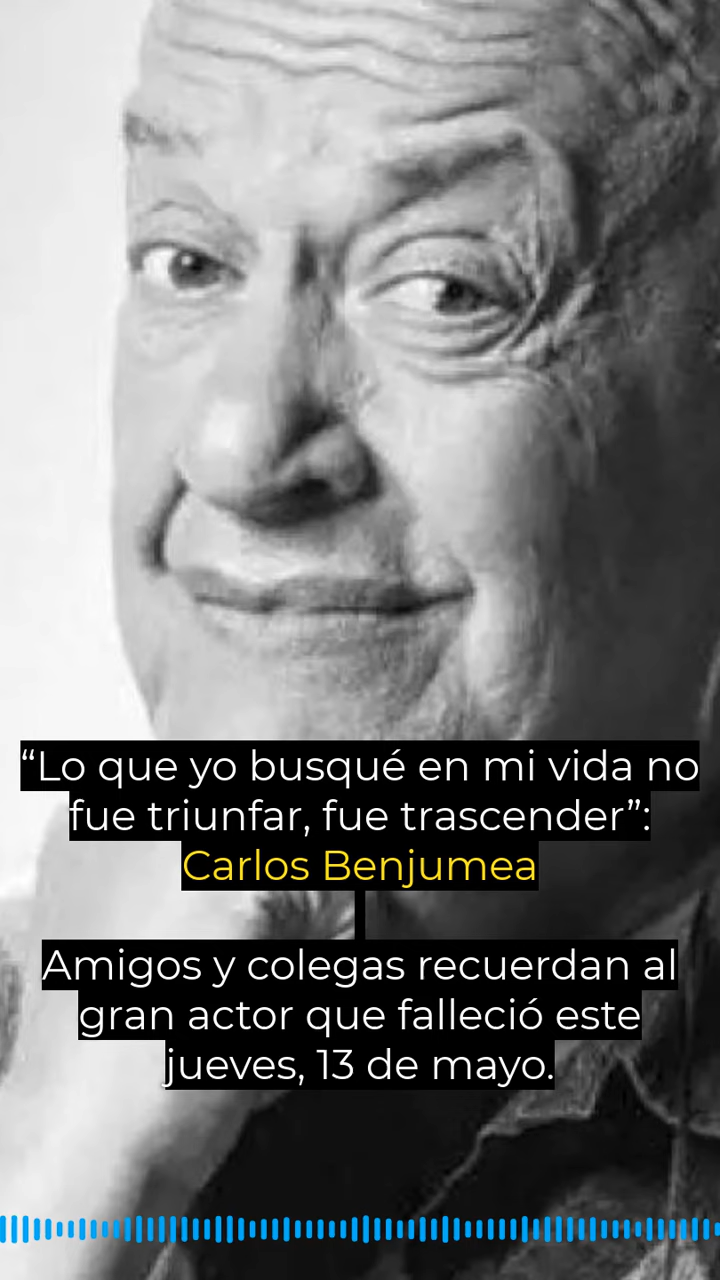 “Lo que yo busqué en mi vida no
fue triunfar, fue trascender”:
Carlos Benjumea
Amigos y colegas recuerdan al
gran actor que falleció este
jueves, 13 de mayo.